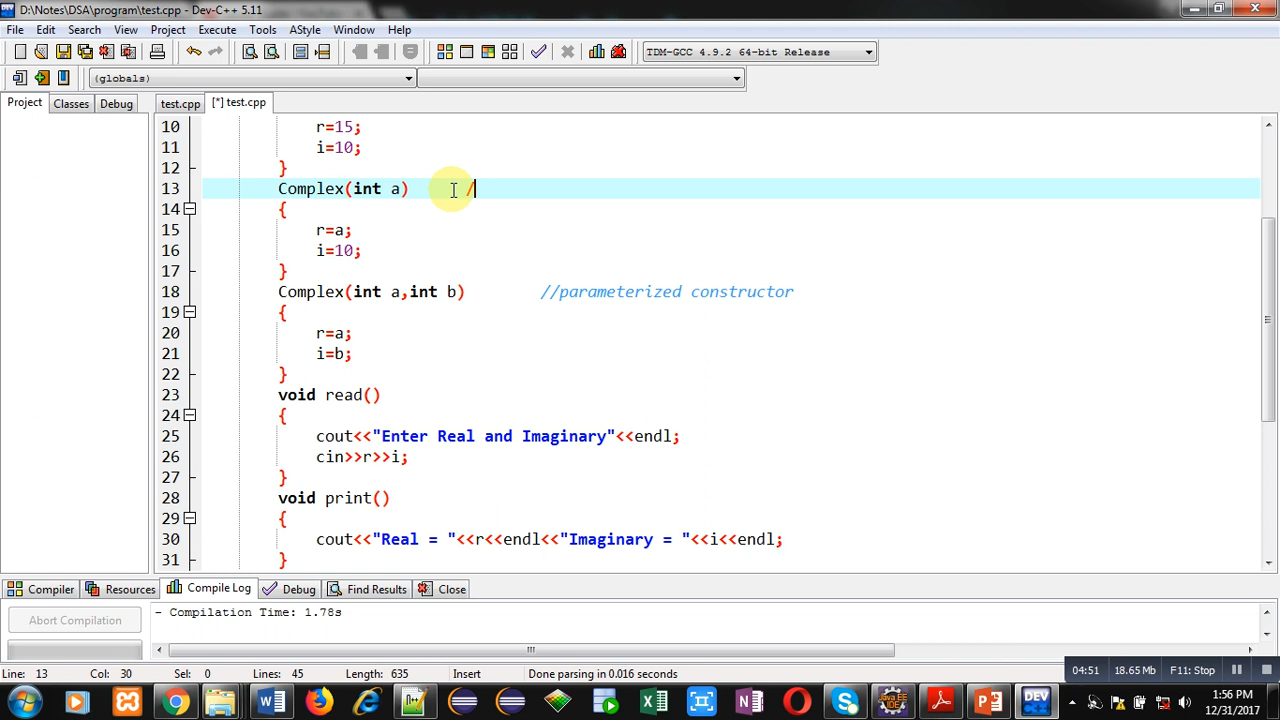 D:\Notes\DSA\program\test.cpp - Dev-C++ 5.11
File Edit Search View Project Execute Tools AStyle Window Help
TDM-GCC 4.9.2 64-bit Release
(globals)
Project Classes Debug test.cpp [*] test.cpp
10 r=15;
11 i=10;
12 }
13 Complex(int a) /
14 {
15 r=a;
16 i=10;
17 }
18 Complex(int a,int b) //parameterized constructor
19 {
20 r=a;
21 i=b;
22 }
23 void read()
24 {
25 cout<<"Enter Real and Imaginary"<<endl;
26 cin>>r>>i;
27 }
28 void print()
29 {
30 cout<<"Real = "<<r<<endl<<"Imaginary = "<<i<<endl;
31 }
Compiler Resources Compile Log Debug Find Results Close
Abort Compilation
- Compilation Time: 1.78s
Line: 13 Col: 30 Sel: 0 Lines: 45 Length: 635 Insert Done parsing in 0.016 seconds
04:51 18.65 Mb F11: Stop
DEV
1:56 PM
12/31/2017